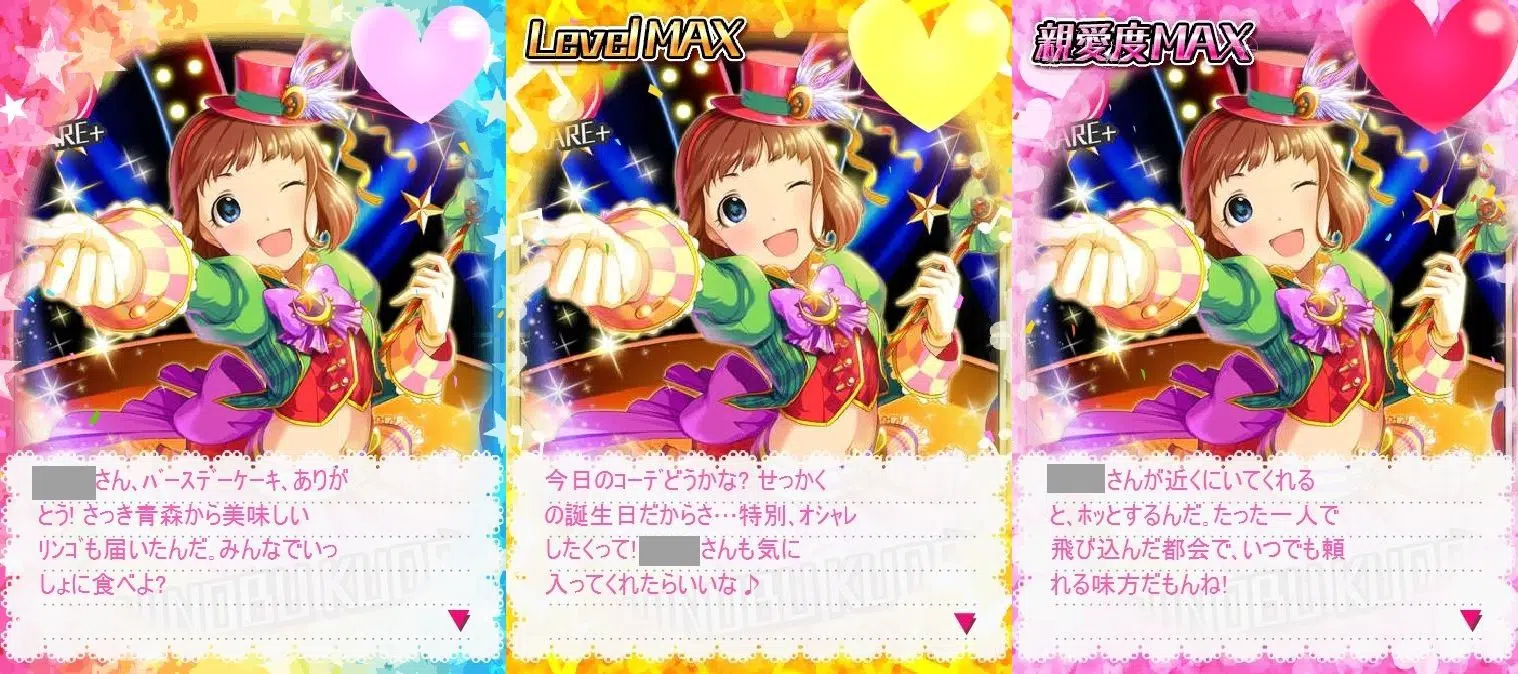 ARE+
さん、バースデーケーキ、ありが
とう! さっき青森から美味しい
リンゴも届いたんだ。みんなでいっ
しょに食べよ?
Level MAX
ARE+
今日のコーデどうかな? せっかく
の誕生日だからさ…特別、オシャレ
したくって! さんも気に
入ってくれたらいいな♪
親愛度MAX
ARE+
さんが近くにいてくれる
と、ホッとするんだ。たった一人で
飛び込んだ都会で、いつでも頼
れる味方だもんね!